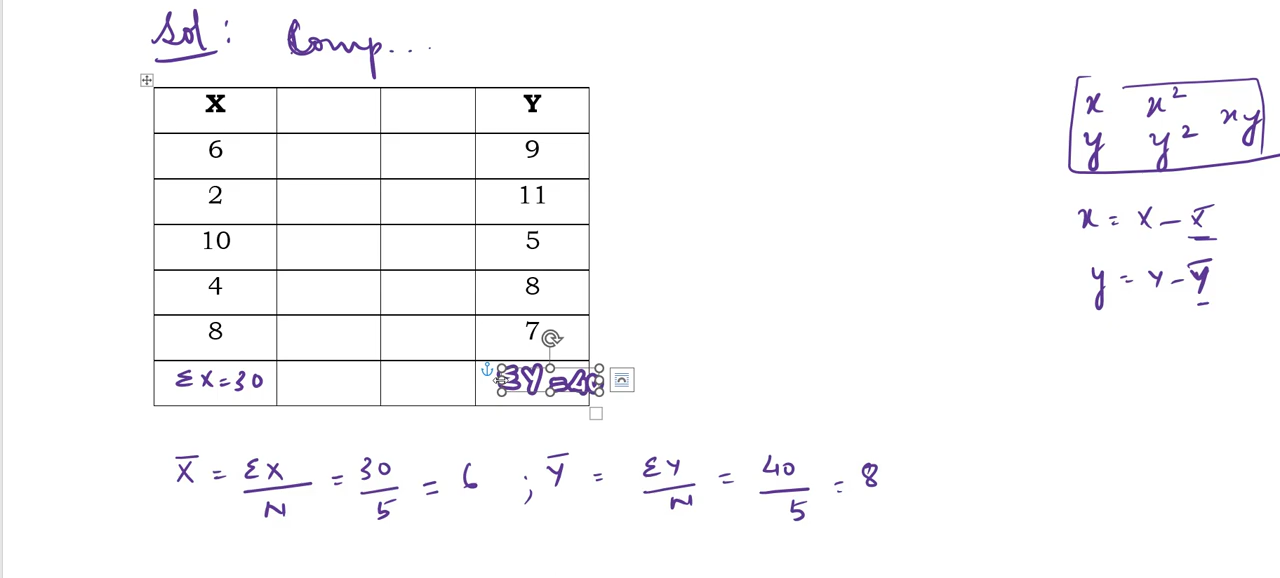 Sol : Comp...
X Y
6 9
2 11
10 5
4 8
8 7
ΣX=30 ΣY=40
X̅ = ΣX/N = 30/5 = 6 ; Y̅ = ΣY/N = 40/5 = 8
x x² xy
y y²
x = X – X̅
y = Y – Y̅